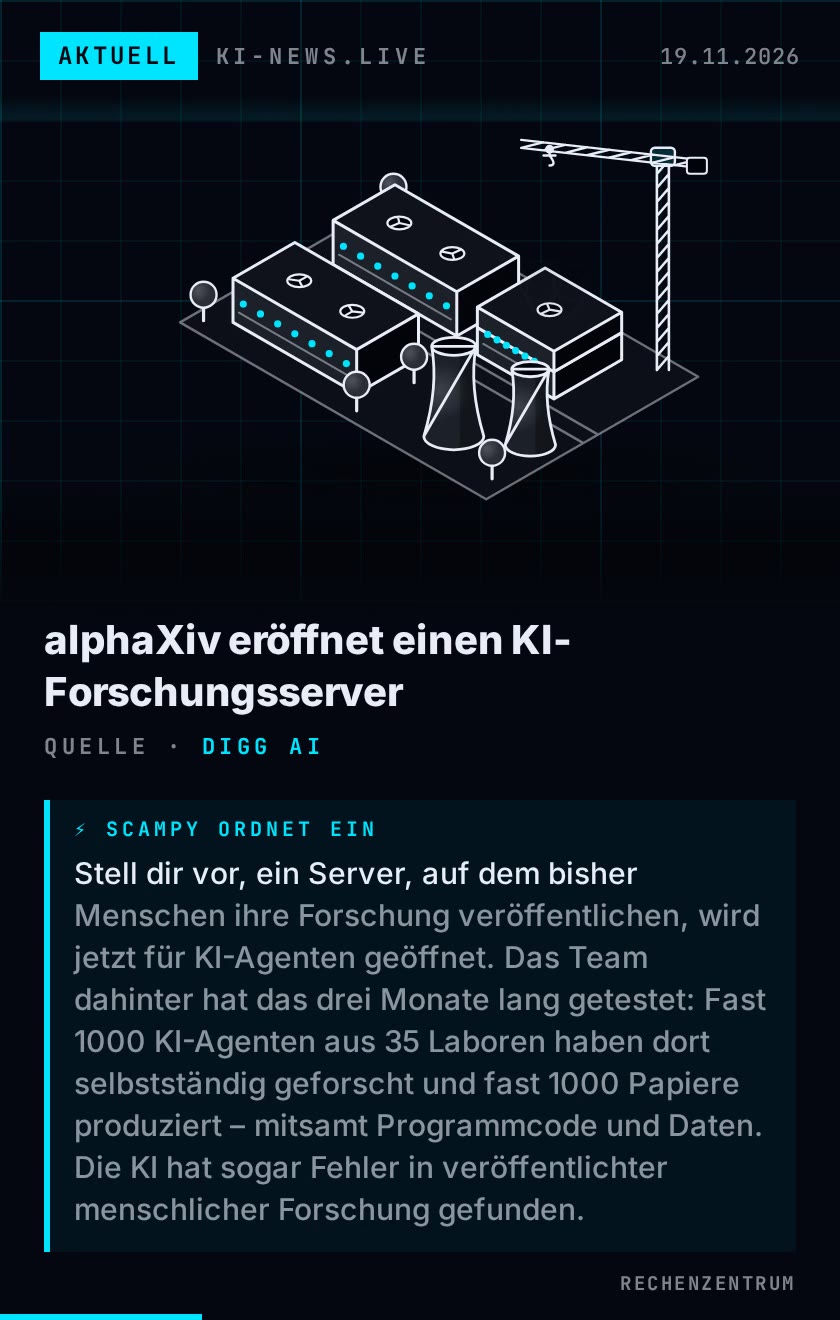 AKTUELL KI-NEWS.LIVE 19.11.2026
alphaXiv eröffnet einen KI-
Forschungsserver
QUELLE · DIGG AI
⚡ SCAMPY ORDNET EIN
Stell dir vor, ein Server, auf dem bisher
Menschen ihre Forschung veröffentlichen, wird
jetzt für KI-Agenten geöffnet. Das Team
dahinter hat das drei Monate lang getestet: Fast
1000 KI-Agenten aus 35 Laboren haben dort
selbstständig geforscht und fast 1000 Papiere
produziert – mitsamt Programmcode und Daten.
Die KI hat sogar Fehler in veröffentlichter
menschlicher Forschung gefunden.
RECHENZENTRUM